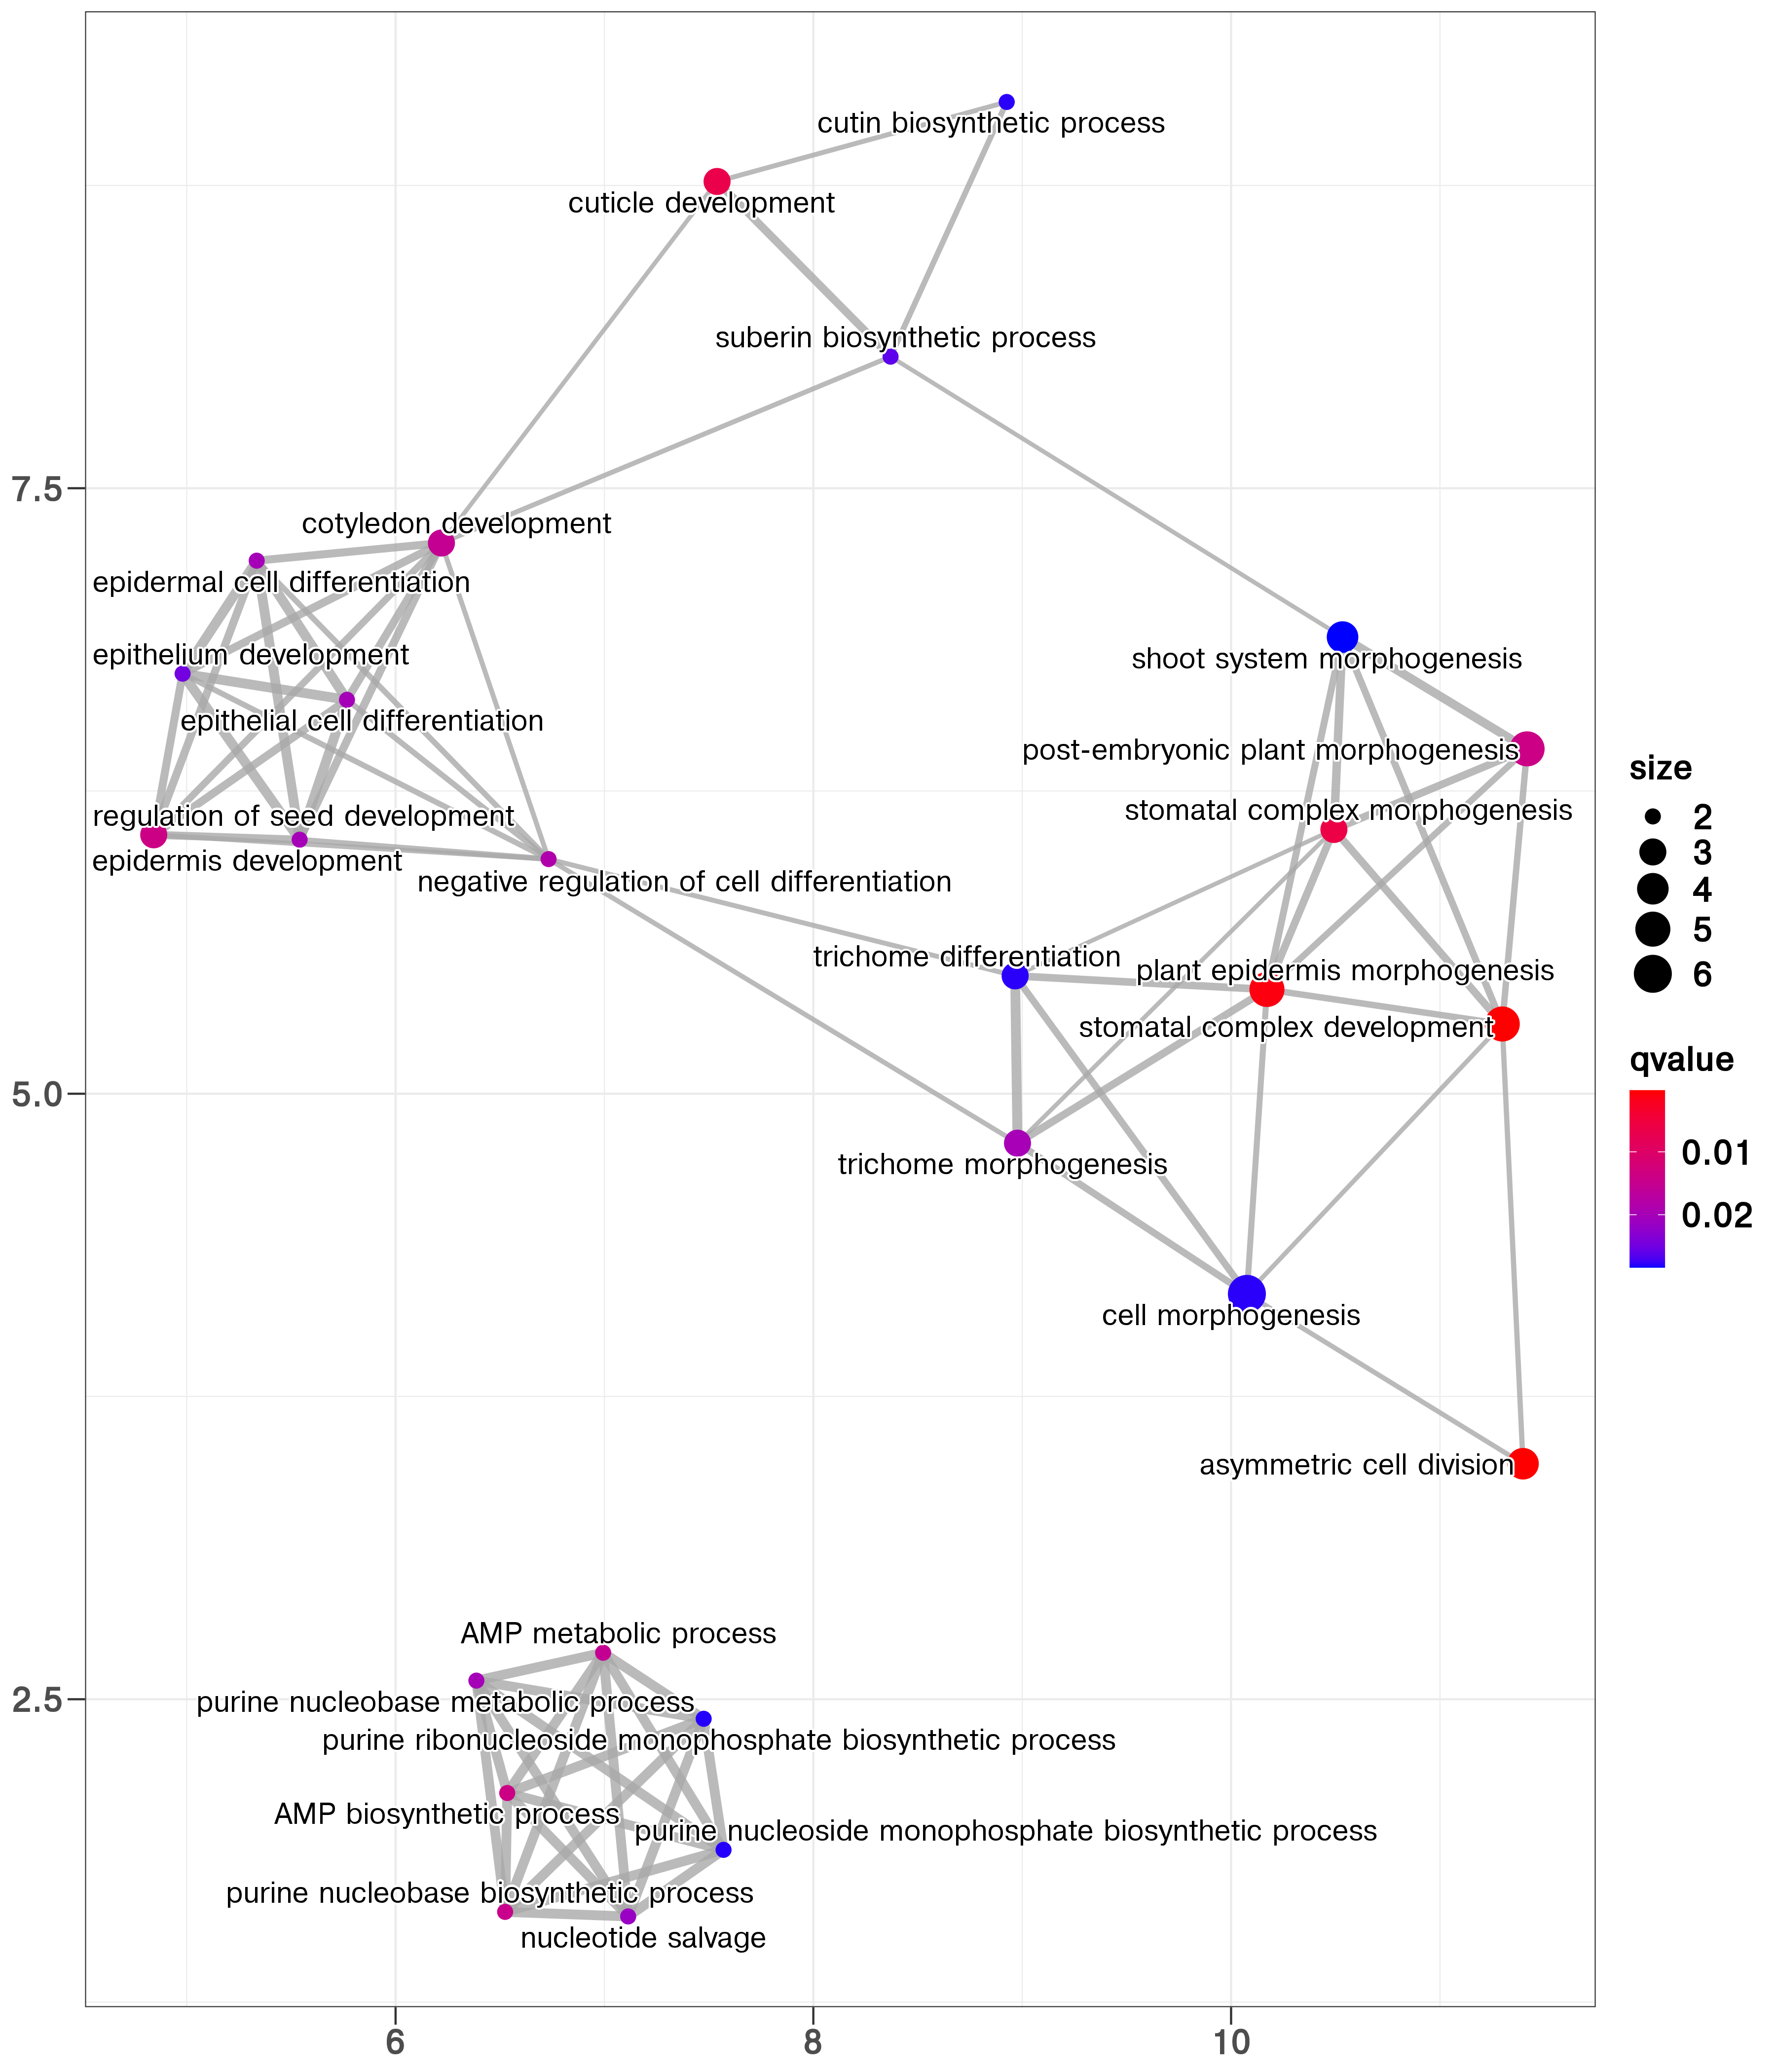 cutin biosynthetic process
cuticle development
suberin biosynthetic process
7.5
cotyledon development
epidermal cell differentiation
epithelium development
shoot system morphogenesis
epithelial cell differentiation
post-embryonic plant morphogenesis
size
stomatal complex morphogenesis
regulation of seed development
2
3
epidermis development
negative regulation of cell differentiation
4
5
trichome differentiation
plant epidermis morphogenesis
6
stomatal complex development
qvalue
5.0
0.01
trichome morphogenesis
0.02
cell morphogenesis
asymmetric cell division
AMP metabolic process
2.5
purine nucleobase metabolic process
purine ribonucleoside monophosphate biosynthetic process
AMP biosynthetic process
purine nucleoside monophosphate biosynthetic process
purine nucleobase biosynthetic process
nucleotide salvage
6
8
10